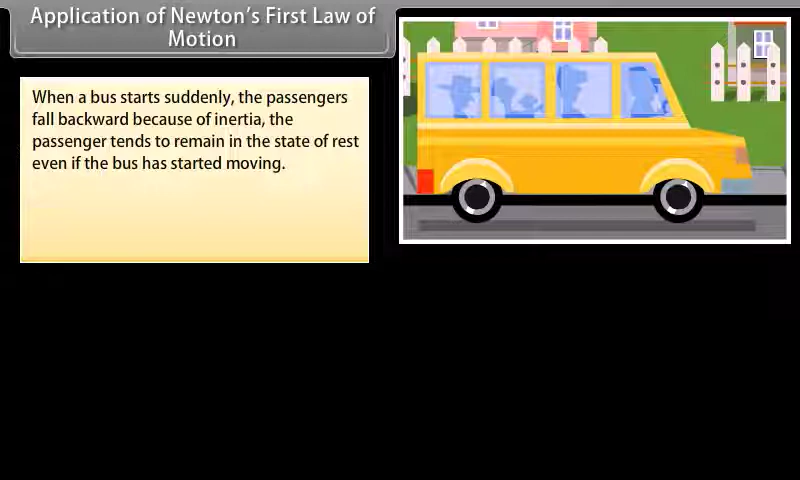 Application of Newton's First Law of
Motion
When a bus starts suddenly, the passengers
fall backward because of inertia, the
passenger tends to remain in the state of rest
even if the bus has started moving.